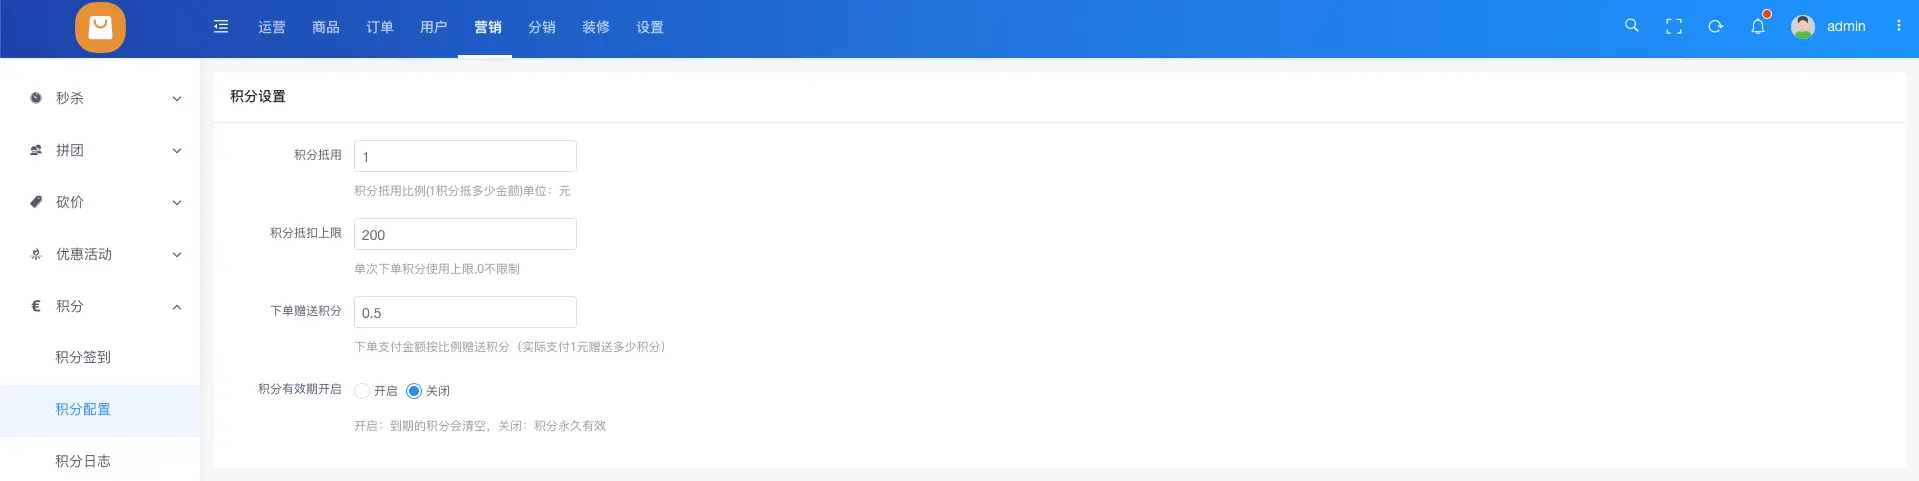 运营 商品 订单 用户 营销 分销 装修 设置 admin
秒杀
拼团
砍价
优惠活动
积分
积分签到
积分配置
积分日志
积分设置
积分抵用 1
积分抵用比例(1积分抵多少金额)单位：元
积分抵扣上限 200
单次下单积分使用上限,0不限制
下单赠送积分 0.5
下单支付金额按比例赠送积分（实际支付1元赠送多少积分）
积分有效期开启 开启 关闭
开启：到期的积分会清空，关闭：积分永久有效